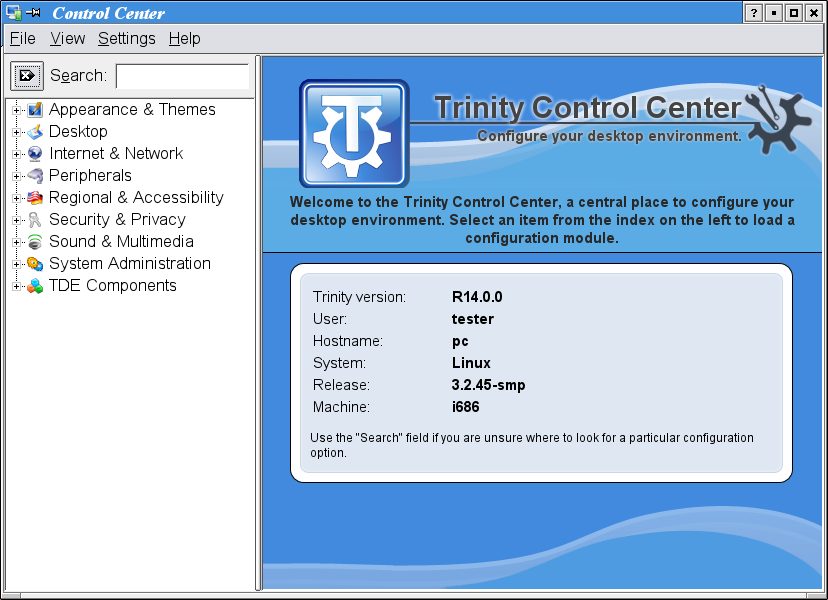 Control Center
File View Settings Help
Search:
Appearance & Themes
Desktop
Internet & Network
Peripherals
Regional & Accessibility
Security & Privacy
Sound & Multimedia
System Administration
TDE Components
T
Trinity Control Center
Configure your desktop environment.
Welcome to the Trinity Control Center, a central place to configure your
desktop environment. Select an item from the index on the left to load a
configuration module.
Trinity version: R14.0.0
User: tester
Hostname: pc
System: Linux
Release: 3.2.45-smp
Machine: i686
Use the "Search" field if you are unsure where to look for a particular configuration
option.